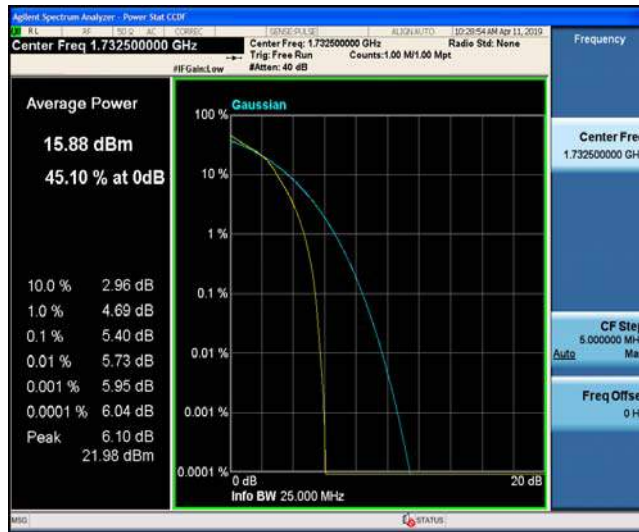 Agilent Spectrum Analyzer - Power Stat CCDF
RL RF 50 Ω AC CORREC SENSE:PULSE ALIGN AUTO 10:28:54 AM Apr 11, 2019
Center Freq 1.732500000 GHz
Center Freq: 1.732500000 GHz Radio Std: None
Trig: Free Run Counts:1.00 M/1.00 Mpt
#IFGain:Low #Atten: 40 dB
Frequency
Average Power
15.88 dBm
45.10 % at 0dB
10.0 % 2.96 dB
1.0 % 4.69 dB
0.1 % 5.40 dB
0.01 % 5.73 dB
0.001 % 5.95 dB
0.0001 % 6.04 dB
Peak 6.10 dB
21.98 dBm
Gaussian
100 %
10 %
1 %
0.1 %
0.01 %
0.001 %
0.0001 %
0 dB 20 dB
Info BW 25.000 MHz
Center Fre
1.732500000 GH
CF Step
5.000000 MH
Auto Ma
Freq Offse
0 H
MSG STATUS